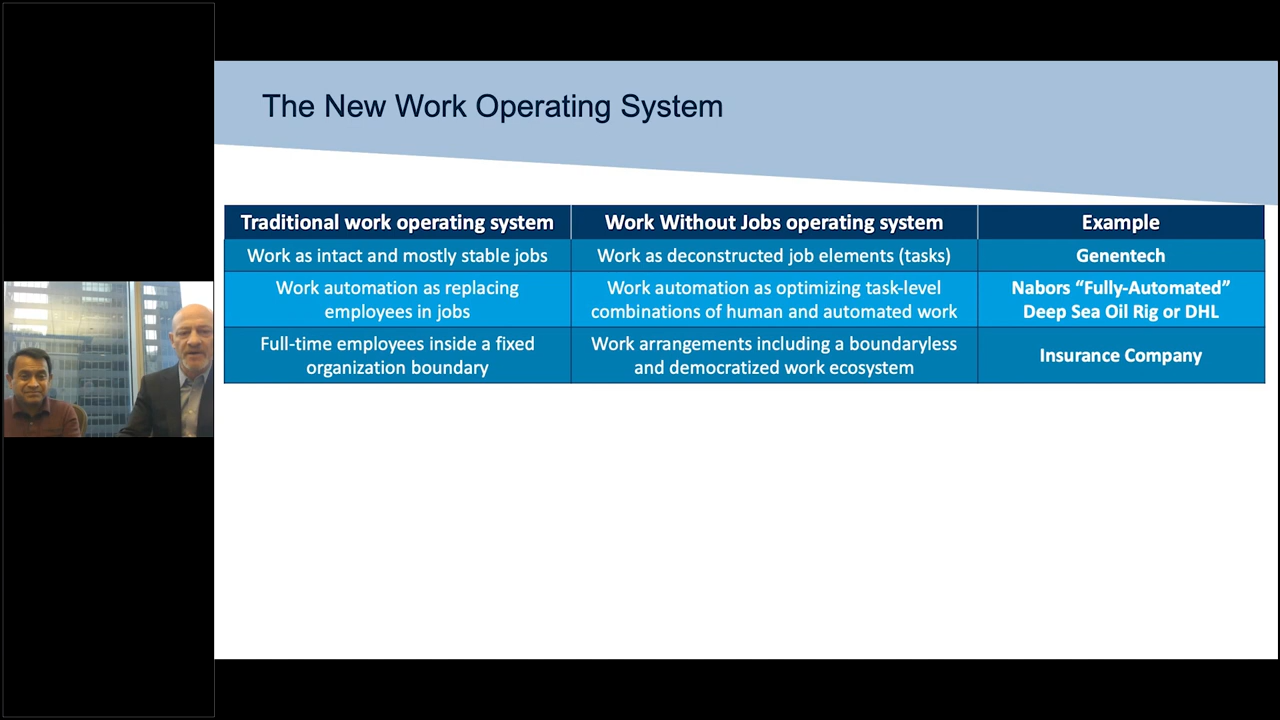 The New Work Operating System
Traditional work operating system
Work Without Jobs operating system
Example
Work as intact and mostly stable jobs
Work as deconstructed job elements (tasks)
Genentech
Work automation as replacing
employees in jobs
Work automation as optimizing task-level
combinations of human and automated work
Nabors “Fully-Automated”
Deep Sea Oil Rig or DHL
Full-time employees inside a fixed
organization boundary
Work arrangements including a boundaryless
and democratized work ecosystem
Insurance Company